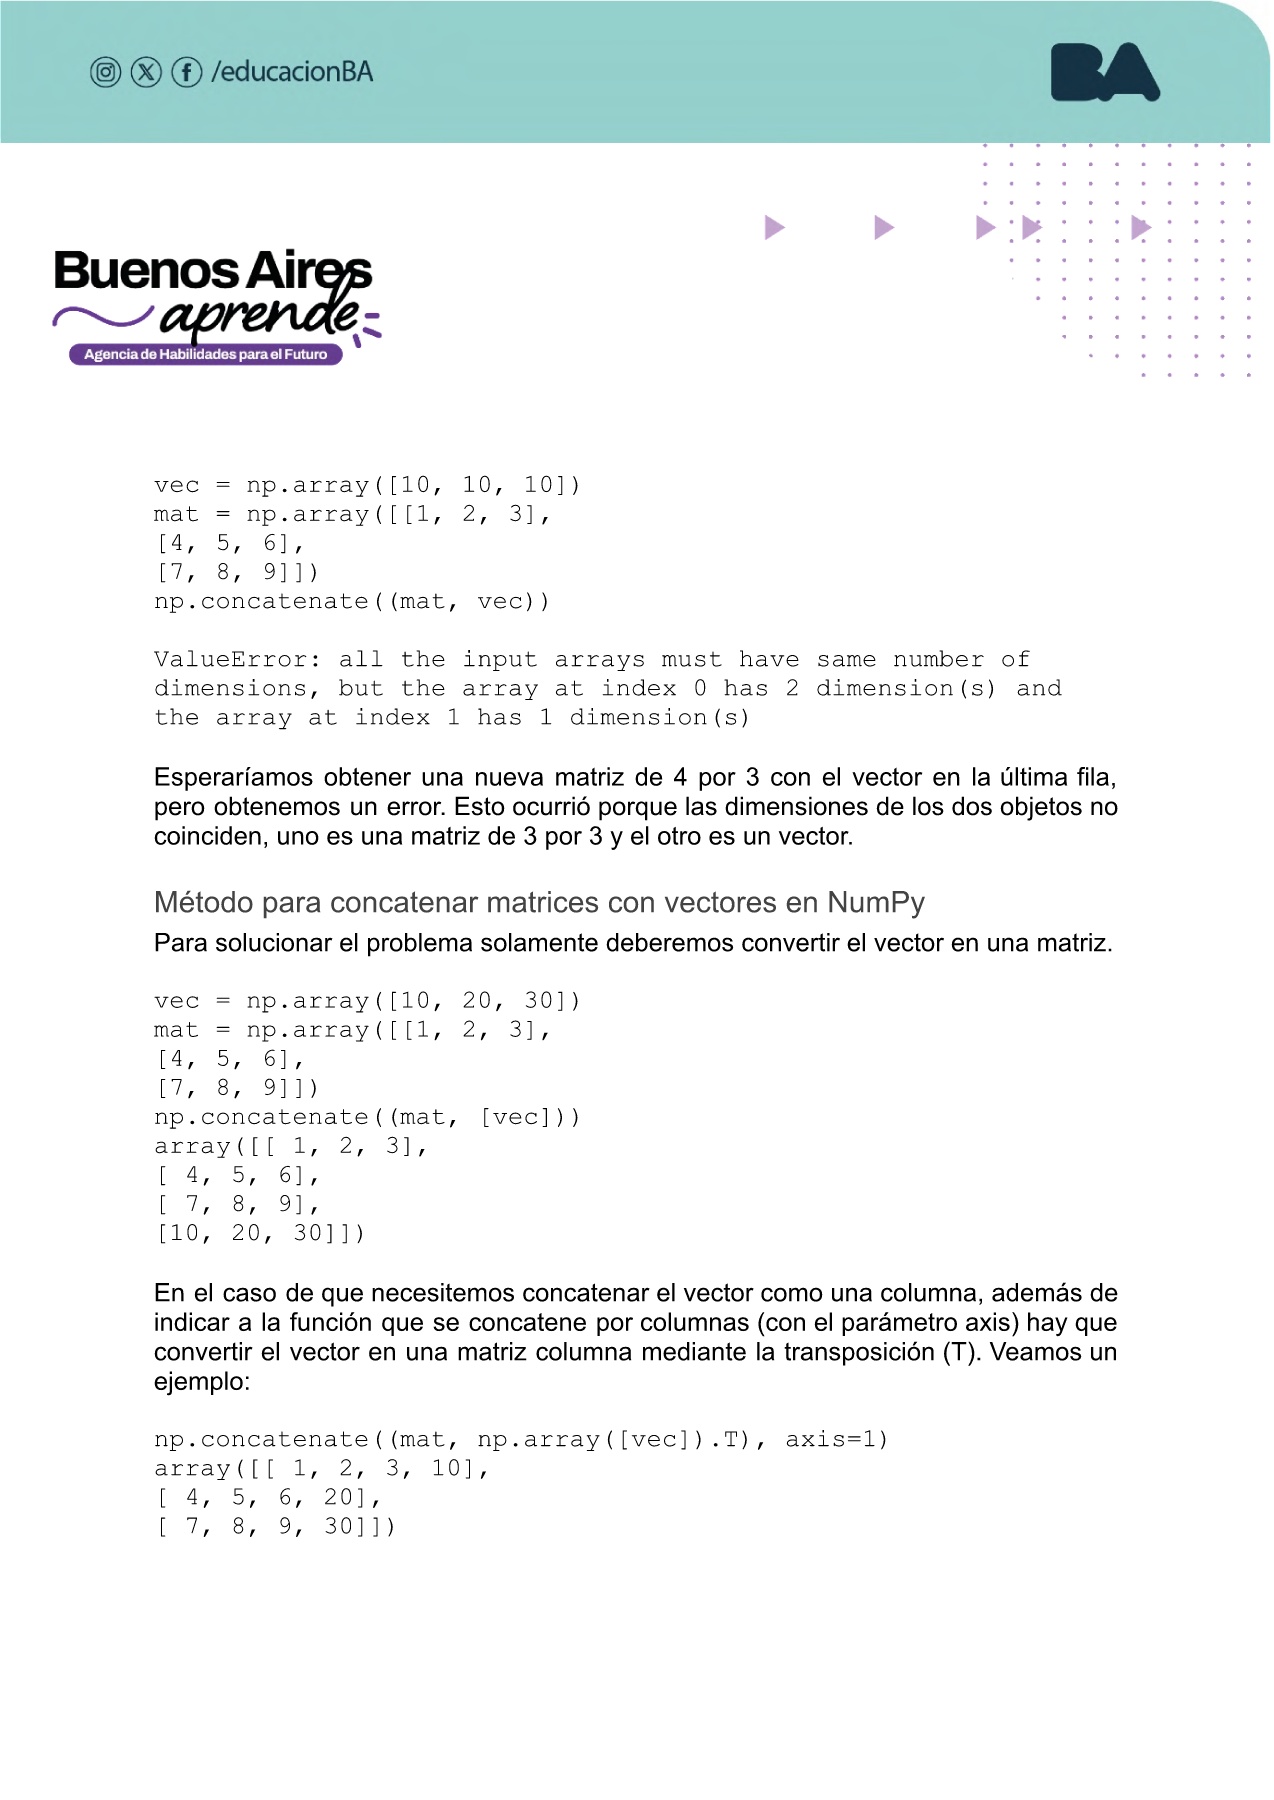 /educacionBA
BA
Buenos Aires
aprende
Agencia de Habilidades para el Futuro
vec = np.array([10, 10, 10])
mat = np.array([[1, 2, 3],
[4, 5, 6],
[7, 8, 9]])
np.concatenate((mat, vec))
ValueError: all the input arrays must have same number of
dimensions, but the array at index 0 has 2 dimension(s) and
the array at index 1 has 1 dimension(s)
Esperaríamos obtener una nueva matriz de 4 por 3 con el vector en la última fila,
pero obtenemos un error. Esto ocurrió porque las dimensiones de los dos objetos no
coinciden, uno es una matriz de 3 por 3 y el otro es un vector.
Método para concatenar matrices con vectores en NumPy
Para solucionar el problema solamente deberemos convertir el vector en una matriz.
vec = np.array([10, 20, 30])
mat = np.array([[1, 2, 3],
[4, 5, 6],
[7, 8, 9]])
np.concatenate((mat, [vec]))
array([[ 1, 2, 3],
[ 4, 5, 6],
[ 7, 8, 9],
[10, 20, 30]])
En el caso de que necesitemos concatenar el vector como una columna, además de
indicar a la función que se concatene por columnas (con el parámetro axis) hay que
convertir el vector en una matriz columna mediante la transposición (T). Veamos un
ejemplo:
np.concatenate((mat, np.array([vec]).T), axis=1)
array([[ 1, 2, 3, 10],
[ 4, 5, 6, 20],
[ 7, 8, 9, 30]])